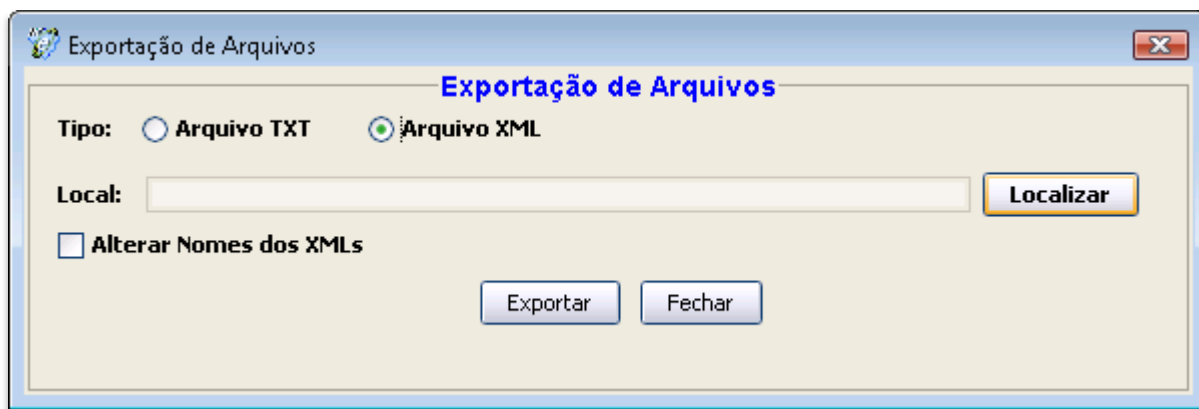 Exportação de Arquivos
Exportação de Arquivos
Tipo: Arquivo TXT Arquivo XML
Local: Localizar
Alterar Nomes dos XMLs
Exportar Fechar